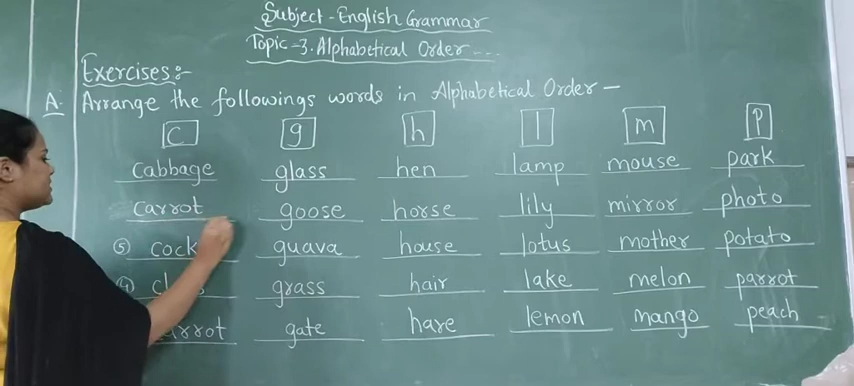 Subject - English Grammar
Topic - 3. Alphabetical Order ...
Exercises:-
A. Arrange the followings words in Alphabetical Order –
c g h l m p
cabbage glass hen lamp mouse park
carrot goose horse lily mirror photo
⑤ cock guava house lotus mother potato
④ grass hair lake melon parrot
gate hare lemon mango peach